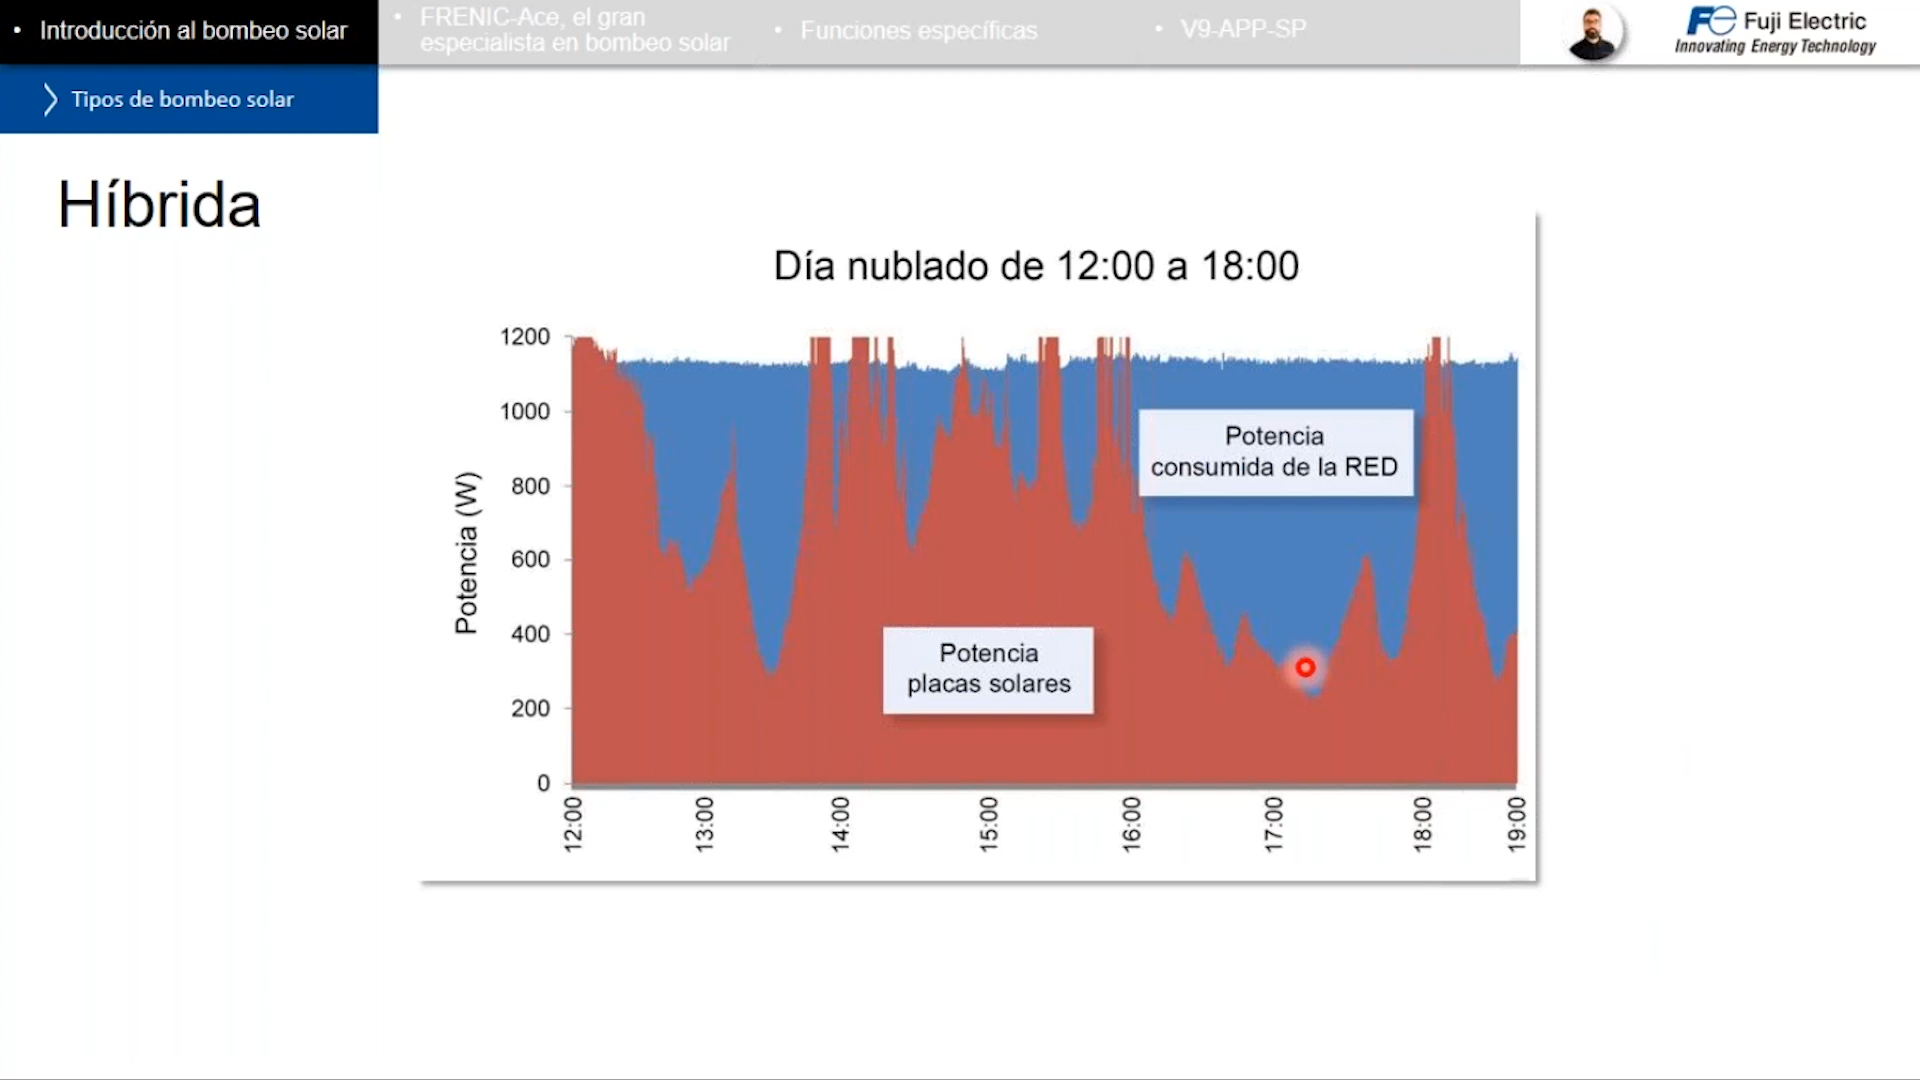 • Introducción al bombeo solar
• FRENIC-Ace, el gran
especialista en bombeo solar
• Funciones específicas
• V9-APP-SP
Fe Fuji Electric
Innovating Energy Technology
Tipos de bombeo solar
Híbrida
Día nublado de 12:00 a 18:00
Potencia (W)
1200
1000
800
600
400
200
0
Potencia
consumida de la RED
Potencia
placas solares
12:00
13:00
14:00
15:00
16:00
17:00
18:00
19:00